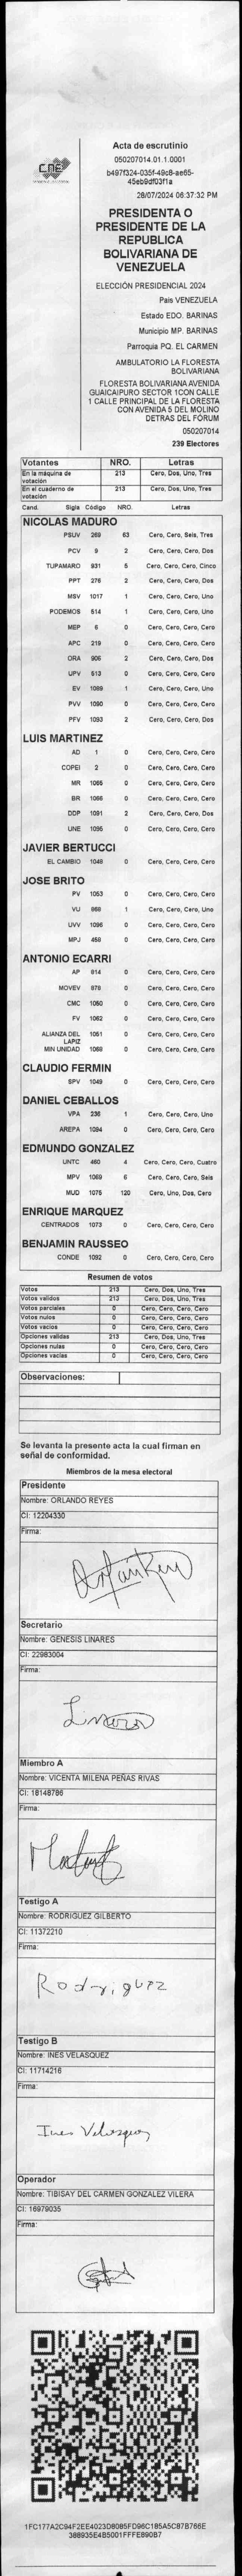 CNE
Acta de escrutinio
050207014.01.1.0001
b497f324-035f-49c8-ae65-
45eb9df03f1a
28/07/2024 06:37:32 PM
PRESIDENTA O
PRESIDENTE DE LA
REPUBLICA
BOLIVARIANA DE
VENEZUELA
ELECCIÓN PRESIDENCIAL 2024
País VENEZUELA
Estado EDO. BARINAS
Municipio MP. BARINAS
Parroquia PQ. EL CARMEN
AMBULATORIO LA FLORESTA
BOLIVARIANA
FLORESTA BOLIVARIANA AVENIDA
GUAICAIPURO SECTOR 1CON CALLE
1 CALLE PRINCIPAL DE LA FLORESTA
CON AVENIDA 5 DEL MOLINO
DETRAS DEL FÓRUM
050207014
239 Electores
Votantes NRO. Letras
En la máquina de votación 213 Cero, Dos, Uno, Tres
En el cuaderno de votación 213 Cero, Dos, Uno, Tres
Cand. Sigla Código NRO. Letras
NICOLAS MADURO
PSUV 269 63 Cero, Cero, Seis, Tres
PCV 9 2 Cero, Cero, Cero, Dos
TUPAMARO 931 5 Cero, Cero, Cero, Cinco
PPT 276 2 Cero, Cero, Cero, Dos
MSV 1017 1 Cero, Cero, Cero, Uno
PODEMOS 514 1 Cero, Cero, Cero, Uno
MEP 6 0 Cero, Cero, Cero, Cero
APC 219 0 Cero, Cero, Cero, Cero
ORA 906 2 Cero, Cero, Cero, Dos
UPV 513 0 Cero, Cero, Cero, Cero
EV 1089 1 Cero, Cero, Cero, Uno
PVV 1090 0 Cero, Cero, Cero, Cero
PFV 1093 2 Cero, Cero, Cero, Dos
LUIS MARTINEZ
AD 1 0 Cero, Cero, Cero, Cero
COPEI 2 0 Cero, Cero, Cero, Cero
MR 1065 0 Cero, Cero, Cero, Cero
BR 1066 0 Cero, Cero, Cero, Cero
DDP 1091 2 Cero, Cero, Cero, Dos
UNE 1095 0 Cero, Cero, Cero, Cero
JAVIER BERTUCCI
EL CAMBIO 1048 0 Cero, Cero, Cero, Cero
JOSE BRITO
PV 1053 0 Cero, Cero, Cero, Cero
VU 868 1 Cero, Cero, Cero, Uno
UVV 1096 0 Cero, Cero, Cero, Cero
MPJ 458 0 Cero, Cero, Cero, Cero
ANTONIO ECARRI
AP 814 0 Cero, Cero, Cero, Cero
MOVEV 878 0 Cero, Cero, Cero, Cero
CMC 1050 0 Cero, Cero, Cero, Cero
FV 1062 0 Cero, Cero, Cero, Cero
ALIANZA DEL LAPIZ 1051 0 Cero, Cero, Cero, Cero
MIN UNIDAD 1068 0 Cero, Cero, Cero, Cero
CLAUDIO FERMIN
SPV 1049 0 Cero, Cero, Cero, Cero
DANIEL CEBALLOS
VPA 236 1 Cero, Cero, Cero, Uno
AREPA 1094 0 Cero, Cero, Cero, Cero
EDMUNDO GONZALEZ
UNTC 460 4 Cero, Cero, Cero, Cuatro
MPV 1069 6 Cero, Cero, Cero, Seis
MUD 1075 120 Cero, Uno, Dos, Cero
ENRIQUE MARQUEZ
CENTRADOS 1073 0 Cero, Cero, Cero, Cero
BENJAMIN RAUSSEO
CONDE 1092 0 Cero, Cero, Cero, Cero
Resumen de votos
Votos 213 Cero, Dos, Uno, Tres
Votos validos 213 Cero, Dos, Uno, Tres
Votos parciales 0 Cero, Cero, Cero, Cero
Votos nulos 0 Cero, Cero, Cero, Cero
Votos vacios 0 Cero, Cero, Cero, Cero
Opciones validas 213 Cero, Dos, Uno, Tres
Opciones nulas 0 Cero, Cero, Cero, Cero
Opciones vacias 0 Cero, Cero, Cero, Cero
Observaciones:
Se levanta la presente acta la cual firman en
señal de conformidad.
Miembros de la mesa electoral
Presidente
Nombre: ORLANDO REYES
CI: 12204330
Firma:
Secretario
Nombre: GENESIS LINARES
CI: 22983004
Firma:
Miembro A
Nombre: VICENTA MILENA PEÑAS RIVAS
CI: 18148786
Firma:
Testigo A
Nombre: RODRIGUEZ GILBERTO
CI: 11372210
Firma:
Rodriguez
Testigo B
Nombre: INES VELASQUEZ
CI: 11714216
Firma:
Ines Velazquez
Operador
Nombre: TIBISAY DEL CARMEN GONZALEZ VILERA
CI: 16979035
Firma:
1FC177A2C94F2EE4023D8085FD96C185A5C87B766E
388935E4B5001FFFE890B7